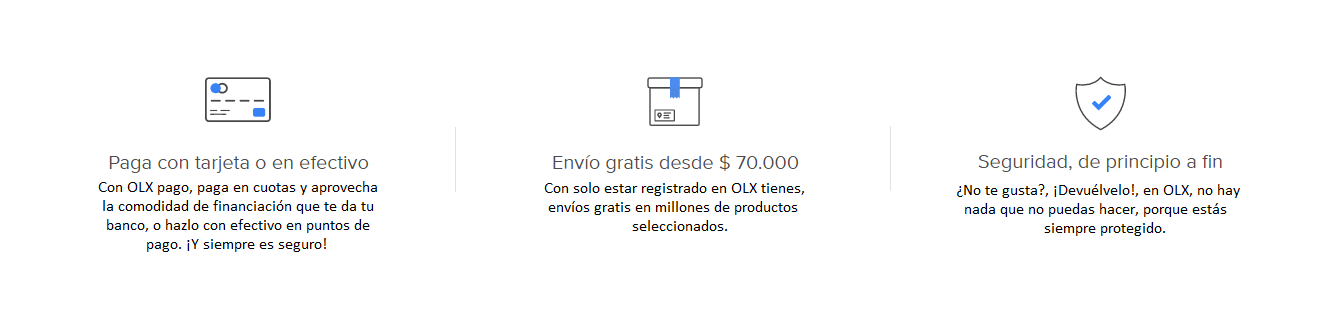 Paga con tarjeta o en efectivo
Con OLX pago, paga en cuotas y aprovecha
la comodidad de financiación que te da tu
banco, o hazlo con efectivo en puntos de
pago. ¡Y siempre es seguro!
Envío gratis desde $ 70.000
Con solo estar registrado en OLX tienes,
envíos gratis en millones de productos
seleccionados.
Seguridad, de principio a fin
¿No te gusta?, ¡Devuélvelo!, en OLX, no hay
nada que no puedas hacer, porque estás
siempre protegido.